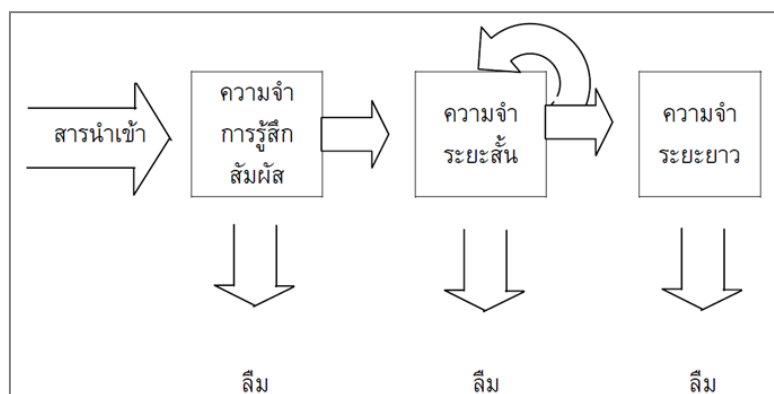 สารนำเข้า
ความจำ
การรู้สึก
สัมผัส
ความจำ
ระยะสั้น
ความจำ
ระยะยาว
ลืม
ลืม
ลืม